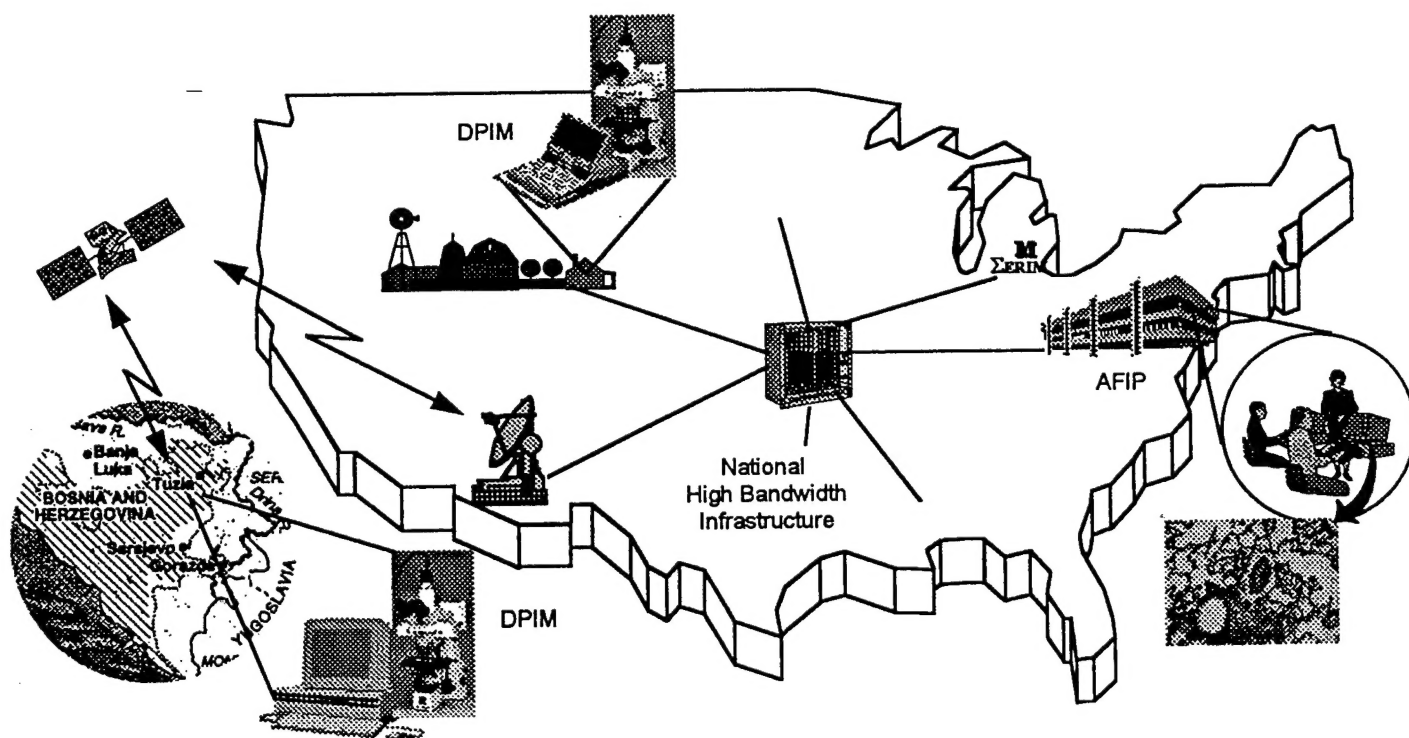 DPIM
M
ΣERIM
AFIP
National
High Bandwidth
Infrastructure
Banja
Luka
Tuzla
BOSNIA AND
HERZEGOVINA
Drina R.
Sarajevo
Gorazde
YUGOSLAVIA
DPIM